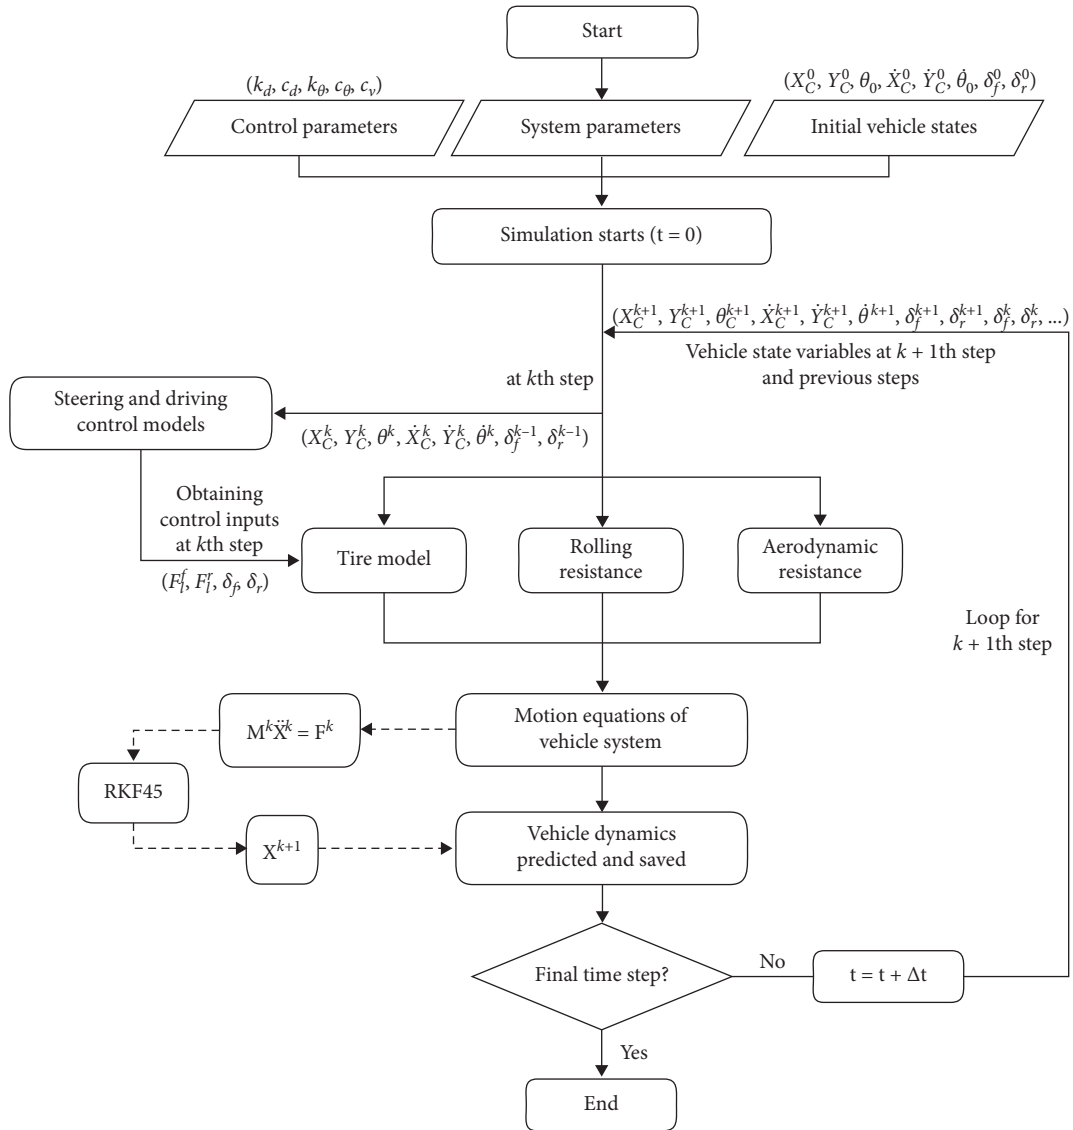 Start
(k_d, c_d, k_θ, c_θ, c_v)
(X_C^0, Y_C^0, θ_0, Ẋ_C^0, Ẏ_C^0, θ̇_0, δ_f^0, δ_r^0)
Control parameters
System parameters
Initial vehicle states
Simulation starts (t = 0)
(X_C^{k+1}, Y_C^{k+1}, θ_C^{k+1}, Ẋ_C^{k+1}, Ẏ_C^{k+1}, θ̇^{k+1}, δ_f^{k+1}, δ_r^{k+1}, δ_f^k, δ_r^k, ...)
Vehicle state variables at k + 1th step
and previous steps
at kth step
Steering and driving
control models
(X_C^k, Y_C^k, θ^k, Ẋ_C^k, Ẏ_C^k, θ̇^k, δ_f^{k–1}, δ_r^{k–1})
Obtaining
control inputs
at kth step
(F_l^f, F_l^r, δ_f, δ_r)
Tire model
Rolling
resistance
Aerodynamic
resistance
Loop for
k + 1th step
Motion equations of
vehicle system
M^kẌ^k = F^k
RKF45
X^{k+1}
Vehicle dynamics
predicted and saved
Final time step?
No
t = t + Δt
Yes
End